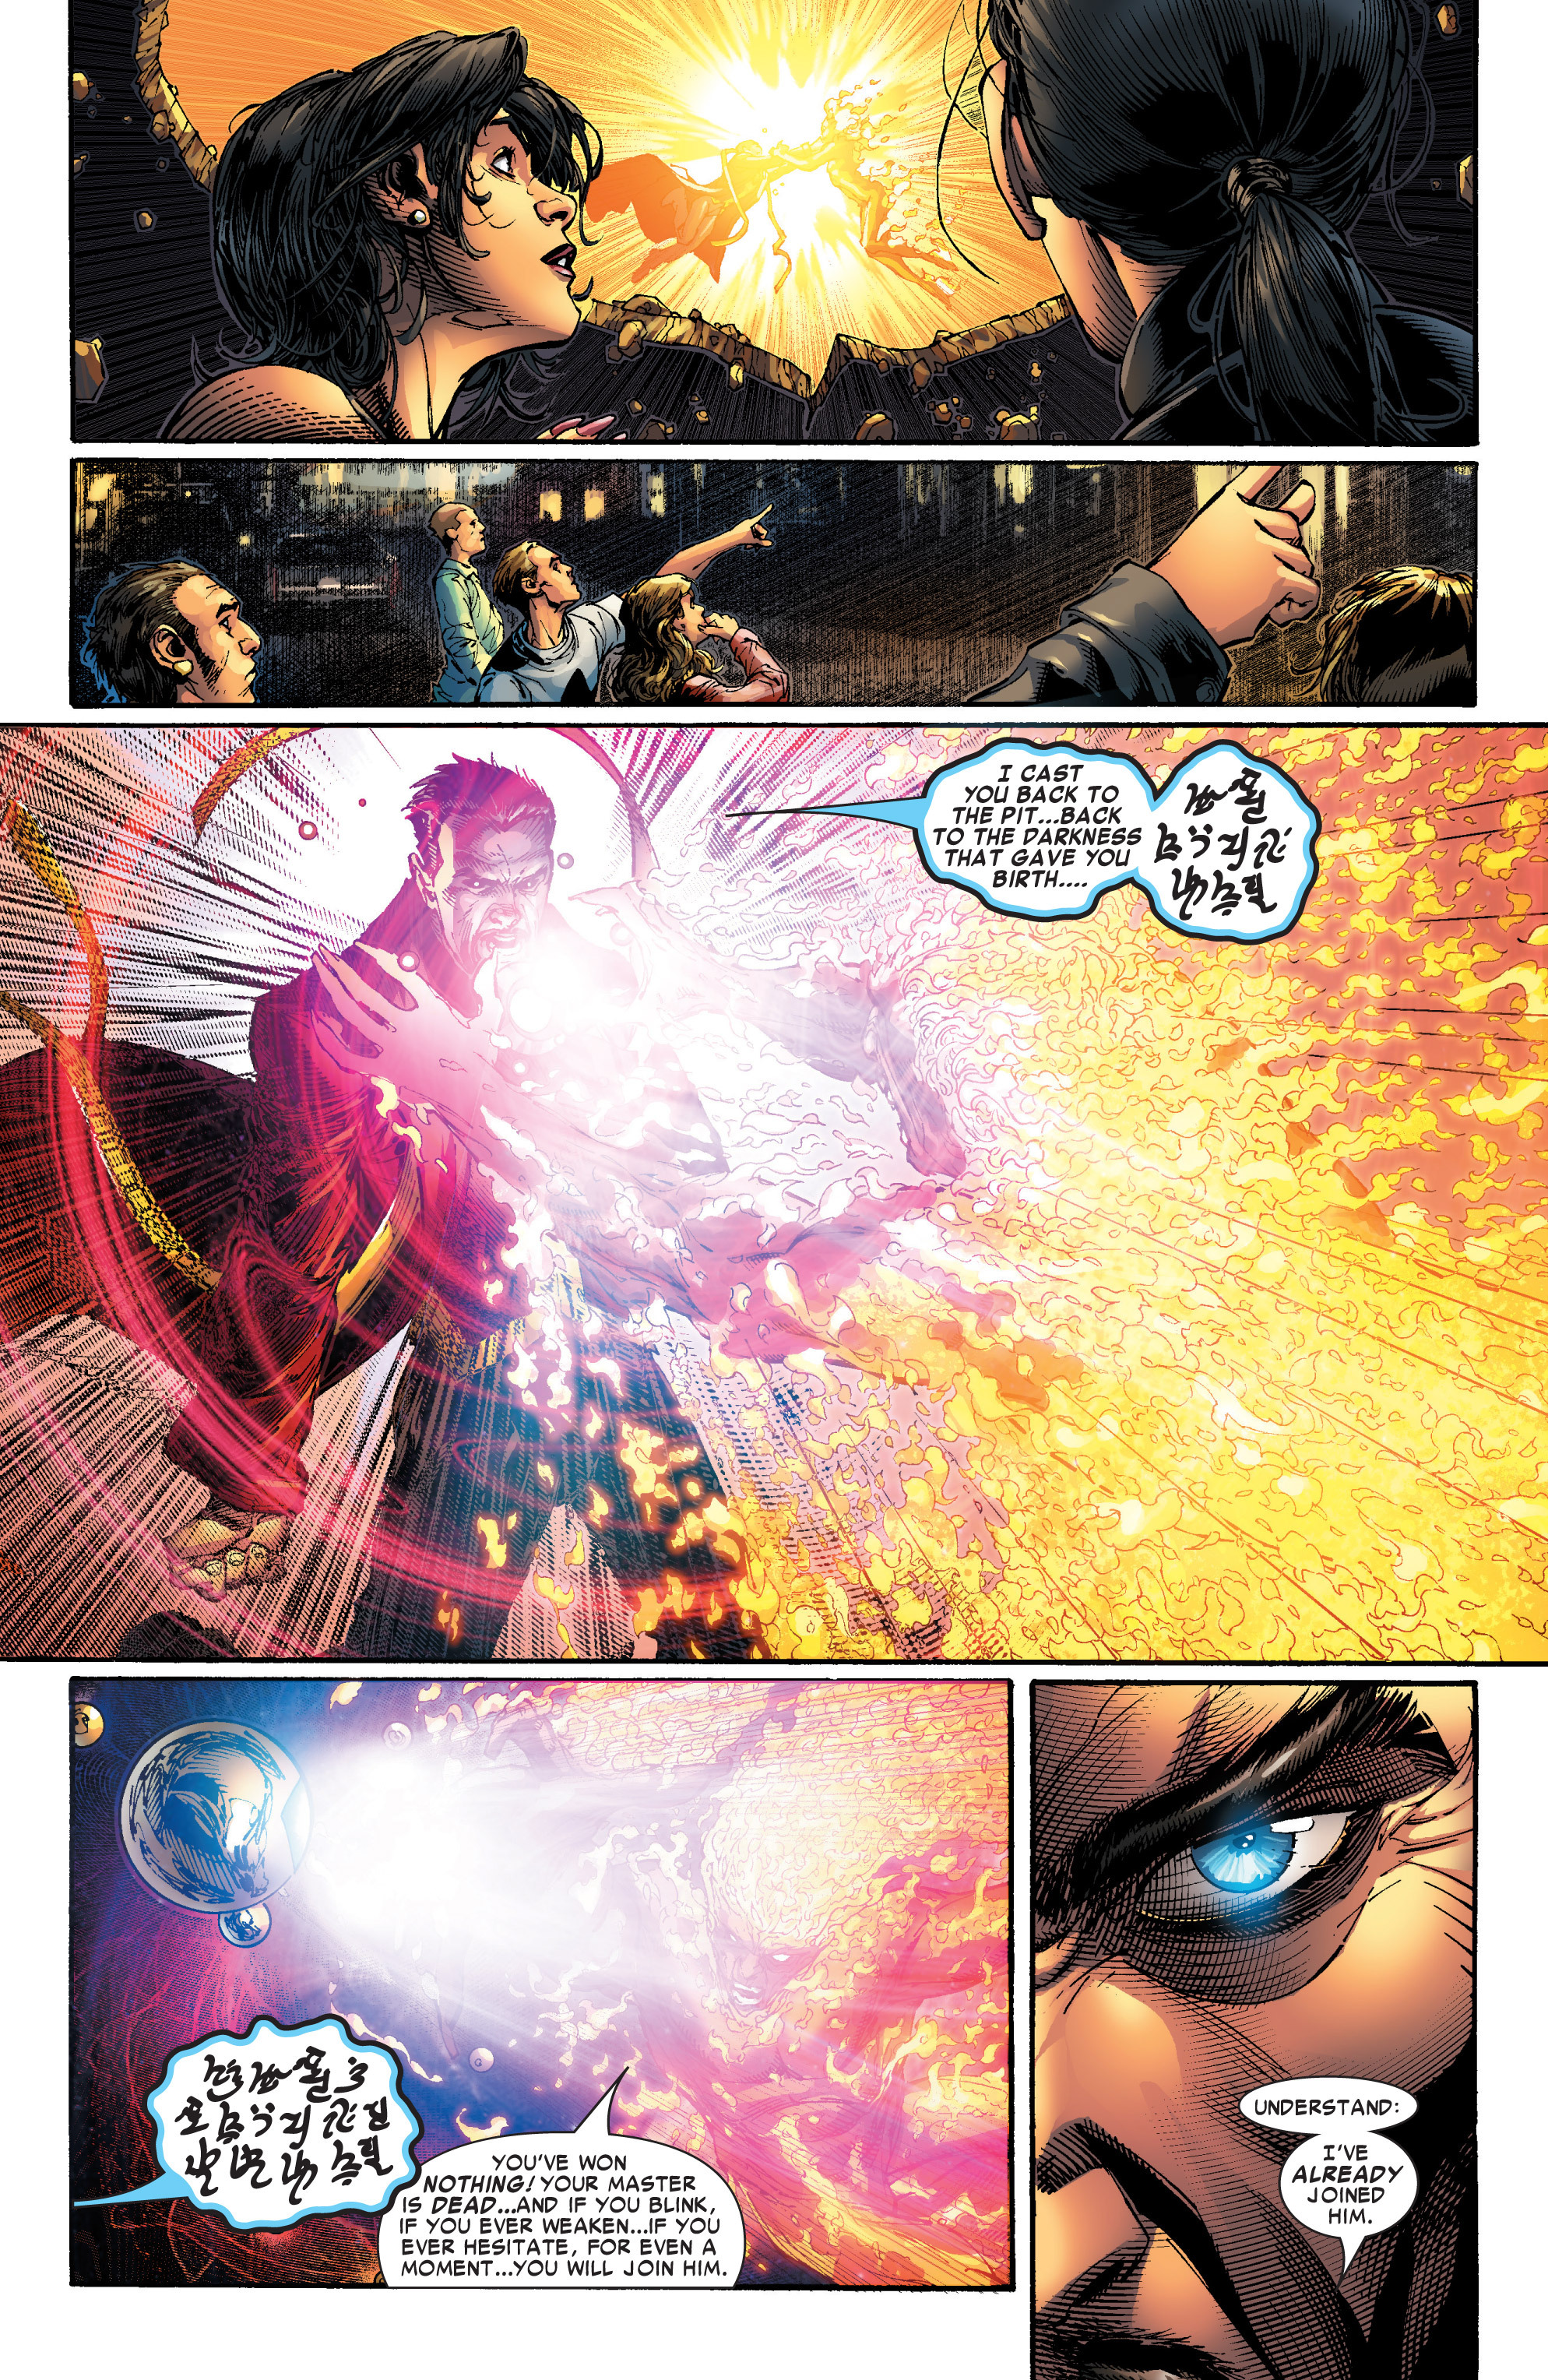 I CAST
YOU BACK TO
THE PIT...BACK
TO THE DARKNESS
THAT GAVE YOU
BIRTH....
YOU'VE WON
NOTHING! YOUR MASTER
IS DEAD...AND IF YOU BLINK,
IF YOU EVER WEAKEN...IF YOU
EVER HESITATE, FOR EVEN A
MOMENT...YOU WILL JOIN HIM.
UNDERSTAND:
I'VE
ALREADY
JOINED
HIM.